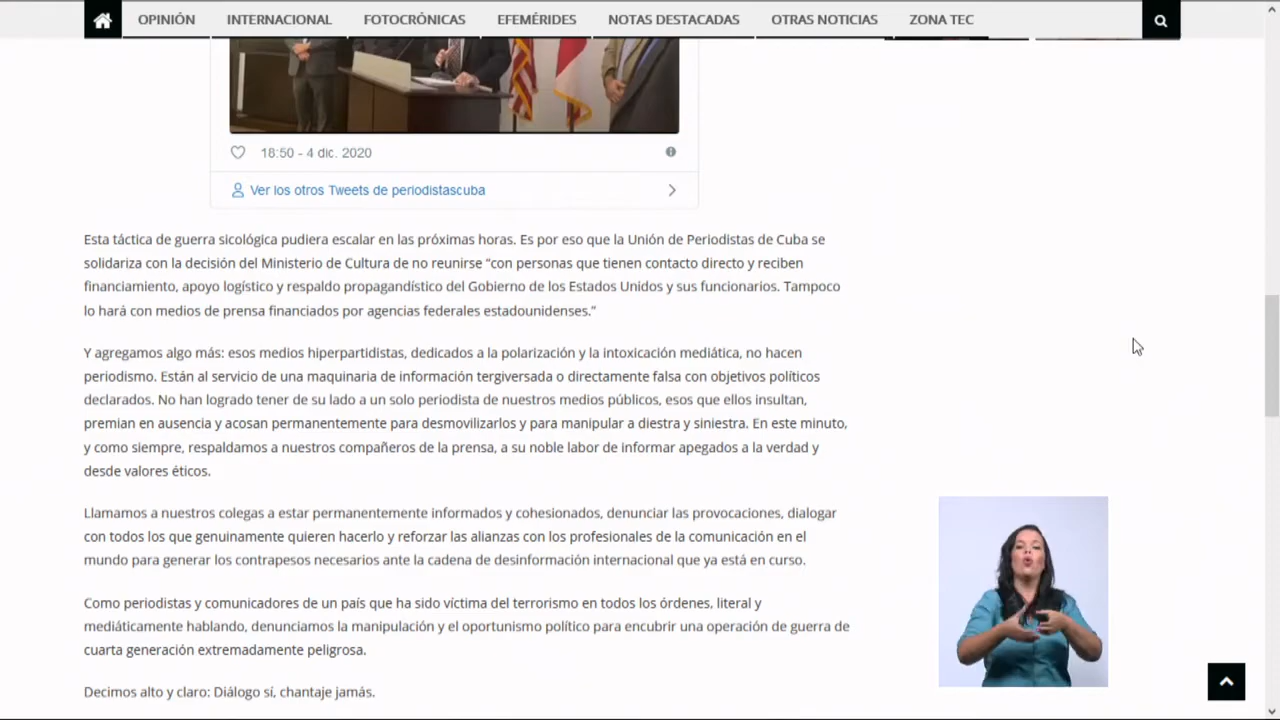 OPINIÓN INTERNACIONAL FOTOCRÓNICAS EFEMÉRIDES NOTAS DESTACADAS OTRAS NOTICIAS ZONA TEC
18:50 - 4 dic. 2020
Ver los otros Tweets de periodistascuba
Esta táctica de guerra sicológica pudiera escalar en las próximas horas. Es por eso que la Unión de Periodistas de Cuba se
solidariza con la decisión del Ministerio de Cultura de no reunirse “con personas que tienen contacto directo y reciben
financiamiento, apoyo logístico y respaldo propagandístico del Gobierno de los Estados Unidos y sus funcionarios. Tampoco
lo hará con medios de prensa financiados por agencias federales estadounidenses.”
Y agregamos algo más: esos medios hiperpartidistas, dedicados a la polarización y la intoxicación mediática, no hacen
periodismo. Están al servicio de una maquinaria de información tergiversada o directamente falsa con objetivos políticos
declarados. No han logrado tener de su lado a un solo periodista de nuestros medios públicos, esos que ellos insultan,
premian en ausencia y acosan permanentemente para desmovilizarlos y para manipular a diestra y siniestra. En este minuto,
y como siempre, respaldamos a nuestros compañeros de la prensa, a su noble labor de informar apegados a la verdad y
desde valores éticos.
Llamamos a nuestros colegas a estar permanentemente informados y cohesionados, denunciar las provocaciones, dialogar
con todos los que genuinamente quieren hacerlo y reforzar las alianzas con los profesionales de la comunicación en el
mundo para generar los contrapesos necesarios ante la cadena de desinformación internacional que ya está en curso.
Como periodistas y comunicadores de un país que ha sido víctima del terrorismo en todos los órdenes, literal y
mediáticamente hablando, denunciamos la manipulación y el oportunismo político para encubrir una operación de guerra de
cuarta generación extremadamente peligrosa.
Decimos alto y claro: Diálogo sí, chantaje jamás.